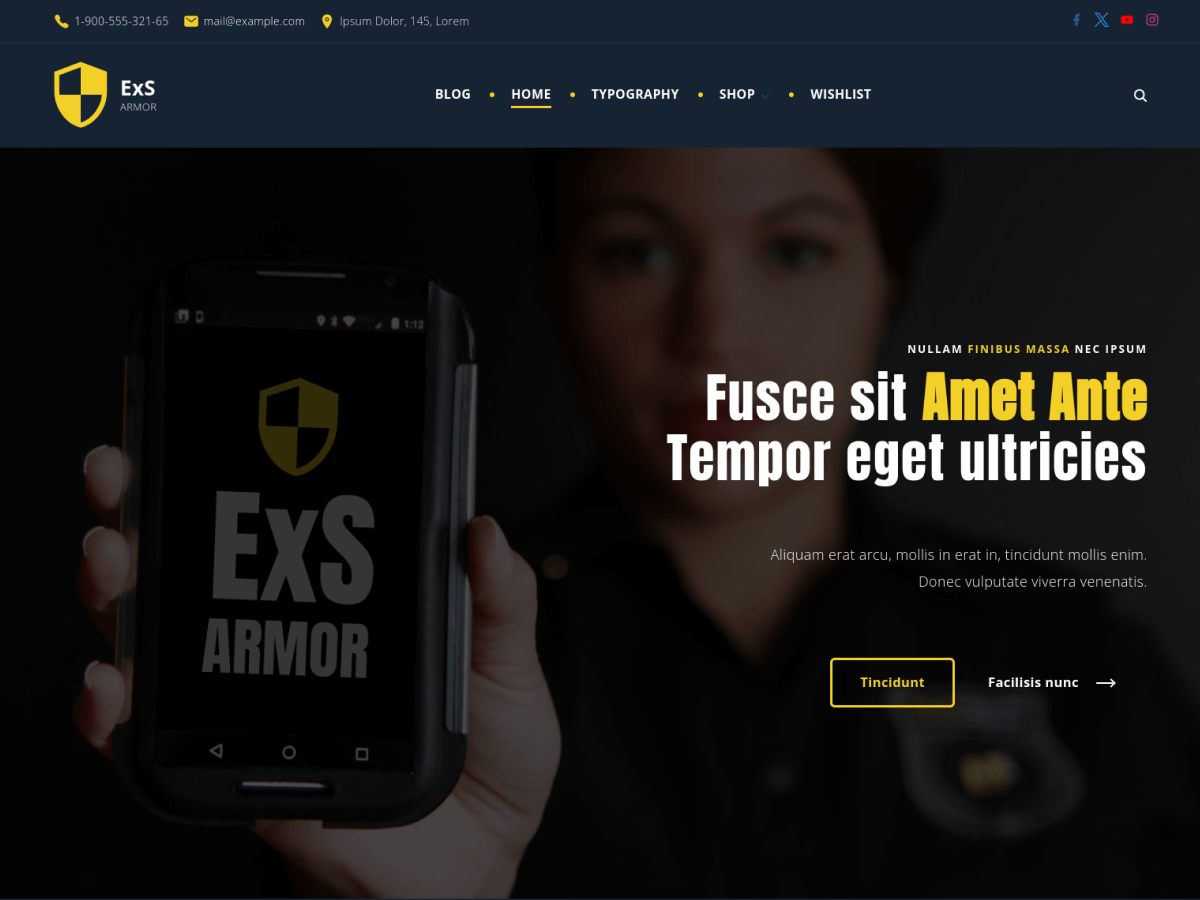 1-900-555-321-65 mail@example.com Ipsum Dolor, 145, Lorem
ExS
ARMOR
BLOG HOME TYPOGRAPHY SHOP WISHLIST
1:12
ExS
ARMOR
NULLAM FINIBUS MASSA NEC IPSUM
Fusce sit Amet Ante
Tempor eget ultricies
Aliquam erat arcu, mollis in erat in, tincidunt mollis enim.
Donec vulputate viverra venenatis.
Tincidunt Facilisis nunc